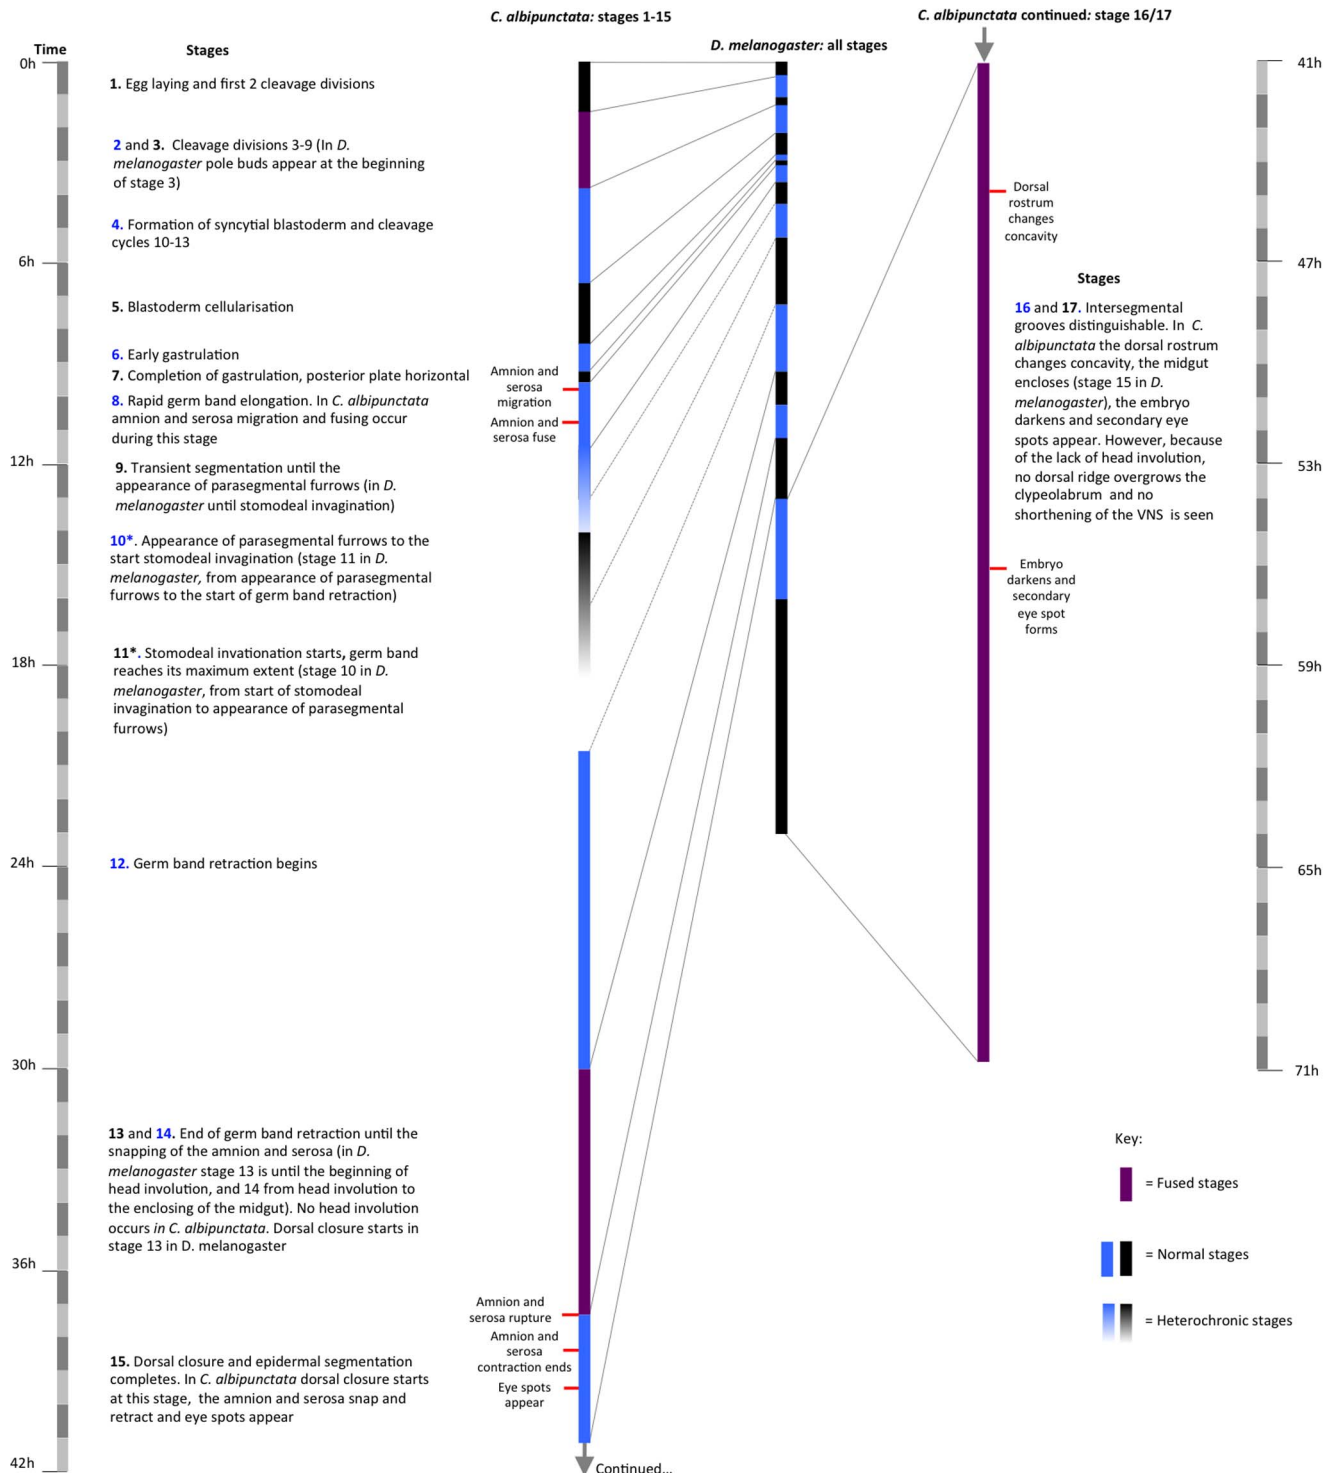 C. albipunctata: stages 1-15
C. albipunctata continued: stage 16/17
D. melanogaster: all stages
Time
Stages
0h
6h
12h
18h
24h
30h
36h
42h
1. Egg laying and first 2 cleavage divisions
2 and 3. Cleavage divisions 3-9 (In D.
melanogaster pole buds appear at the beginning
of stage 3)
4. Formation of syncytial blastoderm and cleavage
cycles 10-13
5. Blastoderm cellularisation
6. Early gastrulation
7. Completion of gastrulation, posterior plate horizontal
8. Rapid germ band elongation. In C. albipunctata
amnion and serosa migration and fusing occur
during this stage
9. Transient segmentation until the
appearance of parasegmental furrows (in D.
melanogaster until stomodeal invagination)
10*. Appearance of parasegmental furrows to the
start stomodeal invagination (stage 11 in D.
melanogaster, from appearance of parasegmental
furrows to the start of germ band retraction)
11*. Stomodeal invationation starts, germ band
reaches its maximum extent (stage 10 in D.
melanogaster, from start of stomodeal
invagination to appearance of parasegmental
furrows)
12. Germ band retraction begins
13 and 14. End of germ band retraction until the
snapping of the amnion and serosa (in D.
melanogaster stage 13 is until the beginning of
head involution, and 14 from head involution to
the enclosing of the midgut). No head involution
occurs in C. albipunctata. Dorsal closure starts in
stage 13 in D. melanogaster
15. Dorsal closure and epidermal segmentation
completes. In C. albipunctata dorsal closure starts
at this stage, the amnion and serosa snap and
retract and eye spots appear
Amnion and
serosa
migration
Amnion and
serosa fuse
Amnion and
serosa rupture
Amnion and
serosa
contraction ends
Eye spots
appear
Continued...
Dorsal
rostrum
changes
concavity
Embryo
darkens and
secondary
eye spot
forms
Stages
16 and 17. Intersegmental
grooves distinguishable. In C.
albipunctata the dorsal rostrum
changes concavity, the midgut
encloses (stage 15 in D.
melanogaster), the embryo
darkens and secondary eye
spots appear. However, because
of the lack of head involution,
no dorsal ridge overgrows the
clypeolabrum and no
shortening of the VNS is seen
41h
47h
53h
59h
65h
71h
Key:
= Fused stages
= Normal stages
= Heterochronic stages